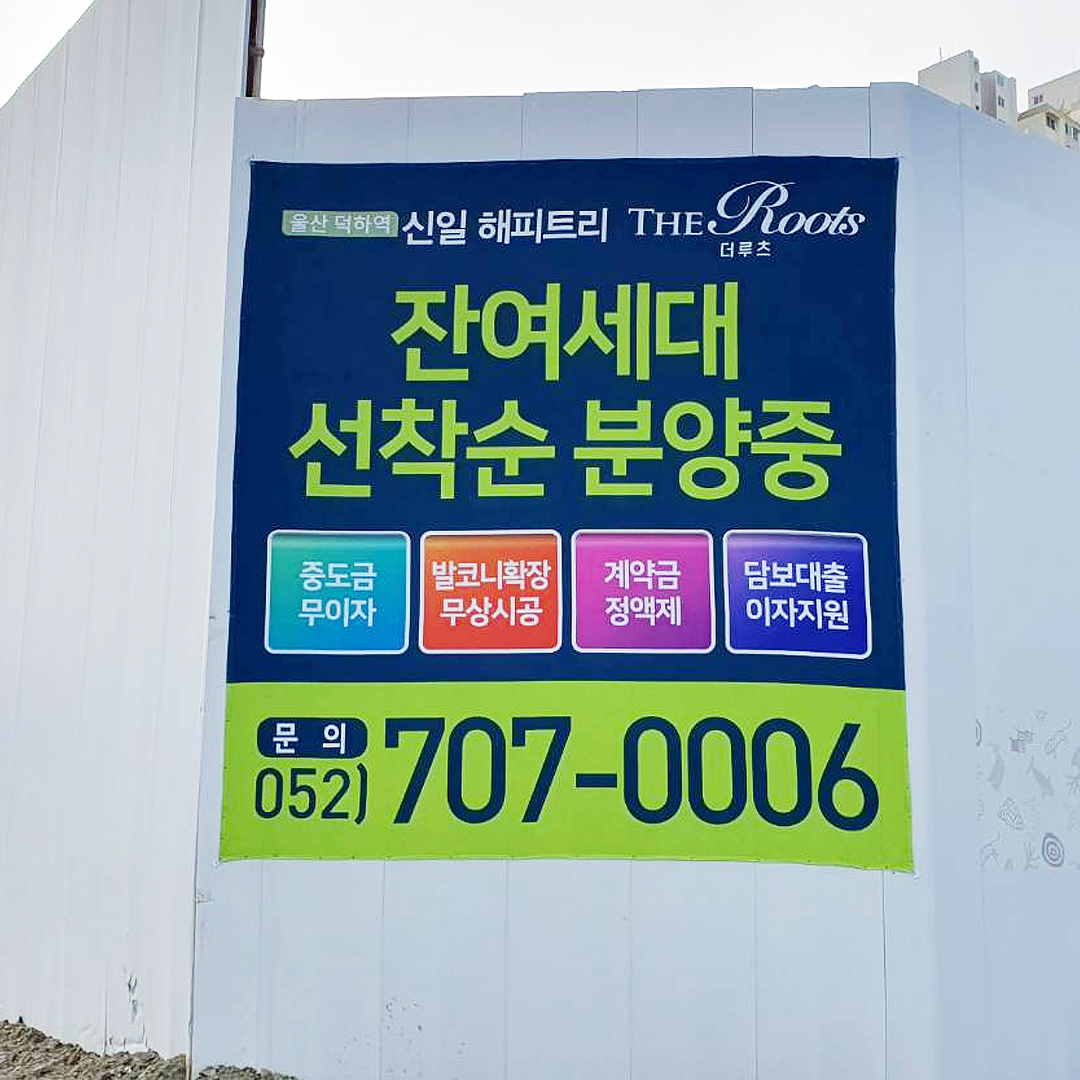 울산 덕하역 신일 해피트리 THE Roots
더루츠
잔여세대
선착순 분양중
중도금
무이자
발코니확장
무상시공
계약금
정액제
담보대출
이자지원
문 의
052) 707-0006